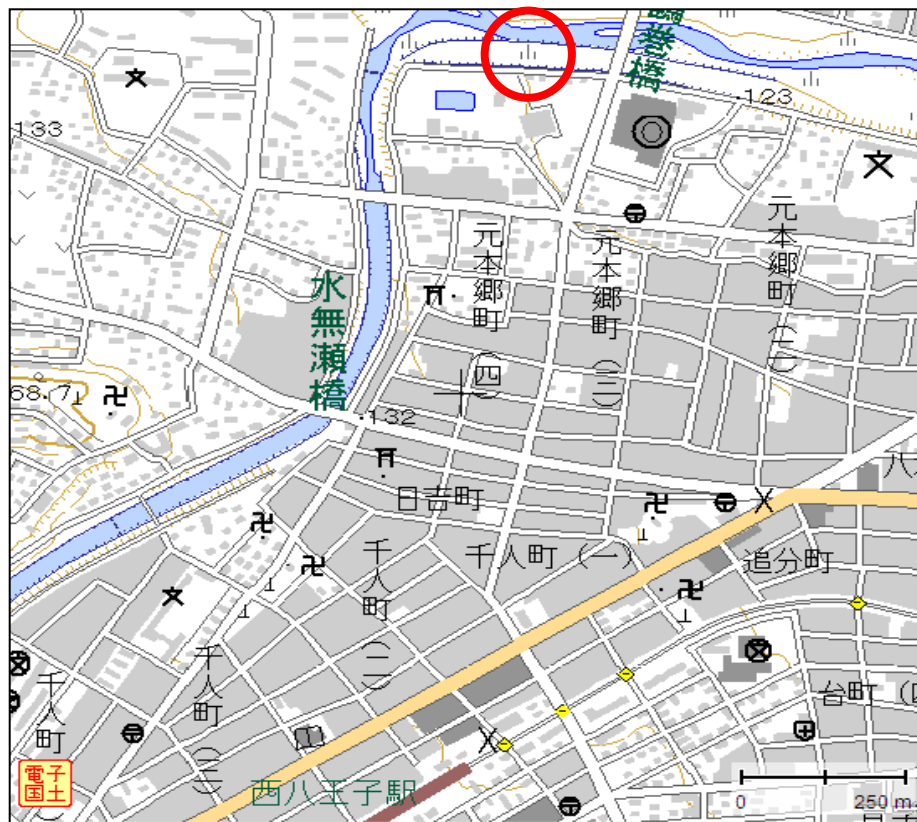 133
123
元本郷町(四)
元本郷町(三)
元本郷町(二)
水無瀬橋
68.7
132
日吉町
千人町(一)
千人町(二)
千人町(三)
千人町
追分町
台町
八
西八王子駅
電子
国土
0
250 m